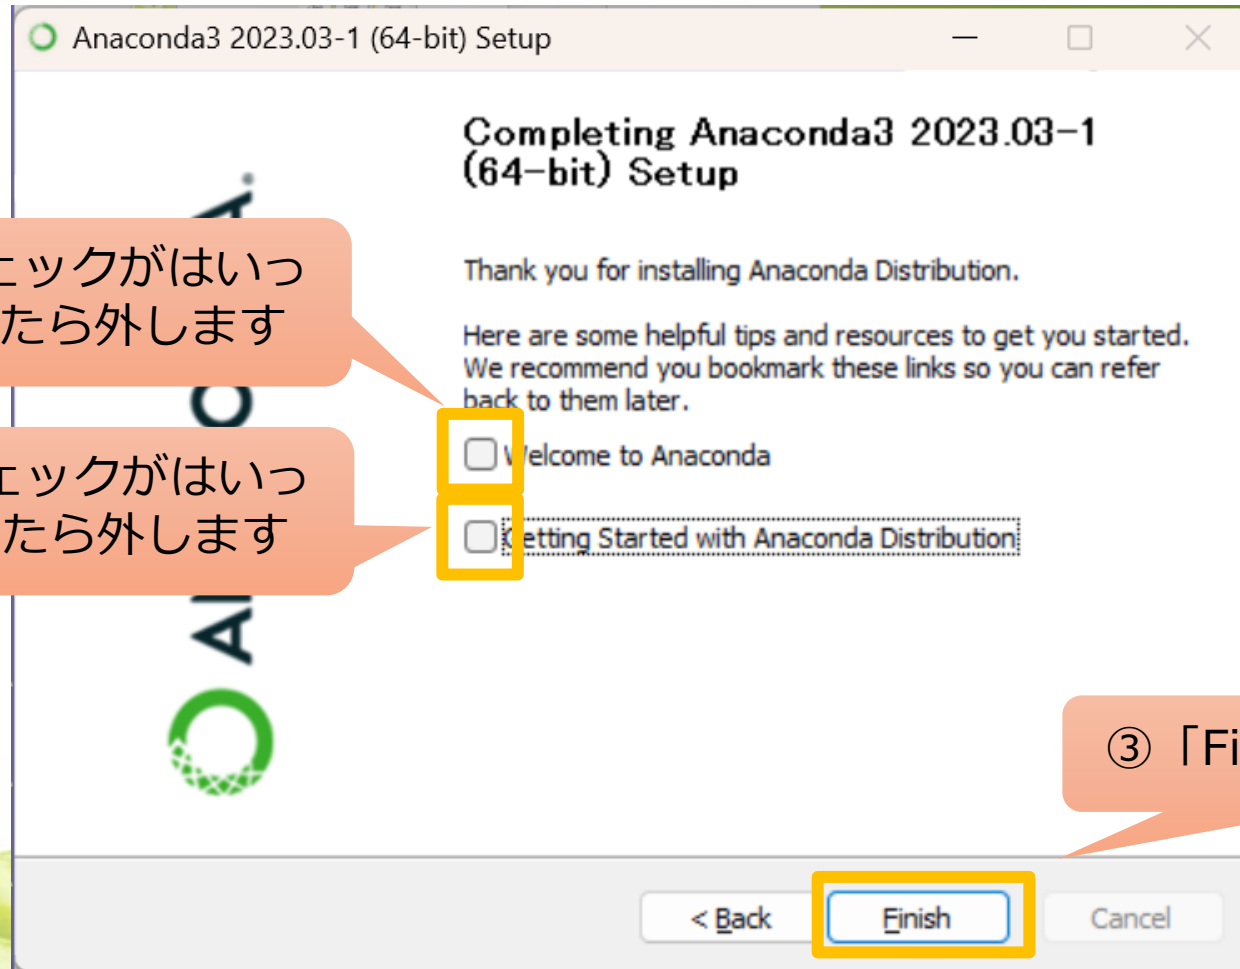 Anaconda3 2023.03-1 (64-bit) Setup
Completing Anaconda3 2023.03-1
(64-bit) Setup
Thank you for installing Anaconda Distribution.
ェックがはいっ
たら外します
Here are some helpful tips and resources to get you started.
We recommend you bookmark these links so you can refer
back to them later.
Welcome to Anaconda
ェックがはいっ
たら外します
Getting Started with Anaconda Distribution
③「Fi
< Back
Finish
Cancel